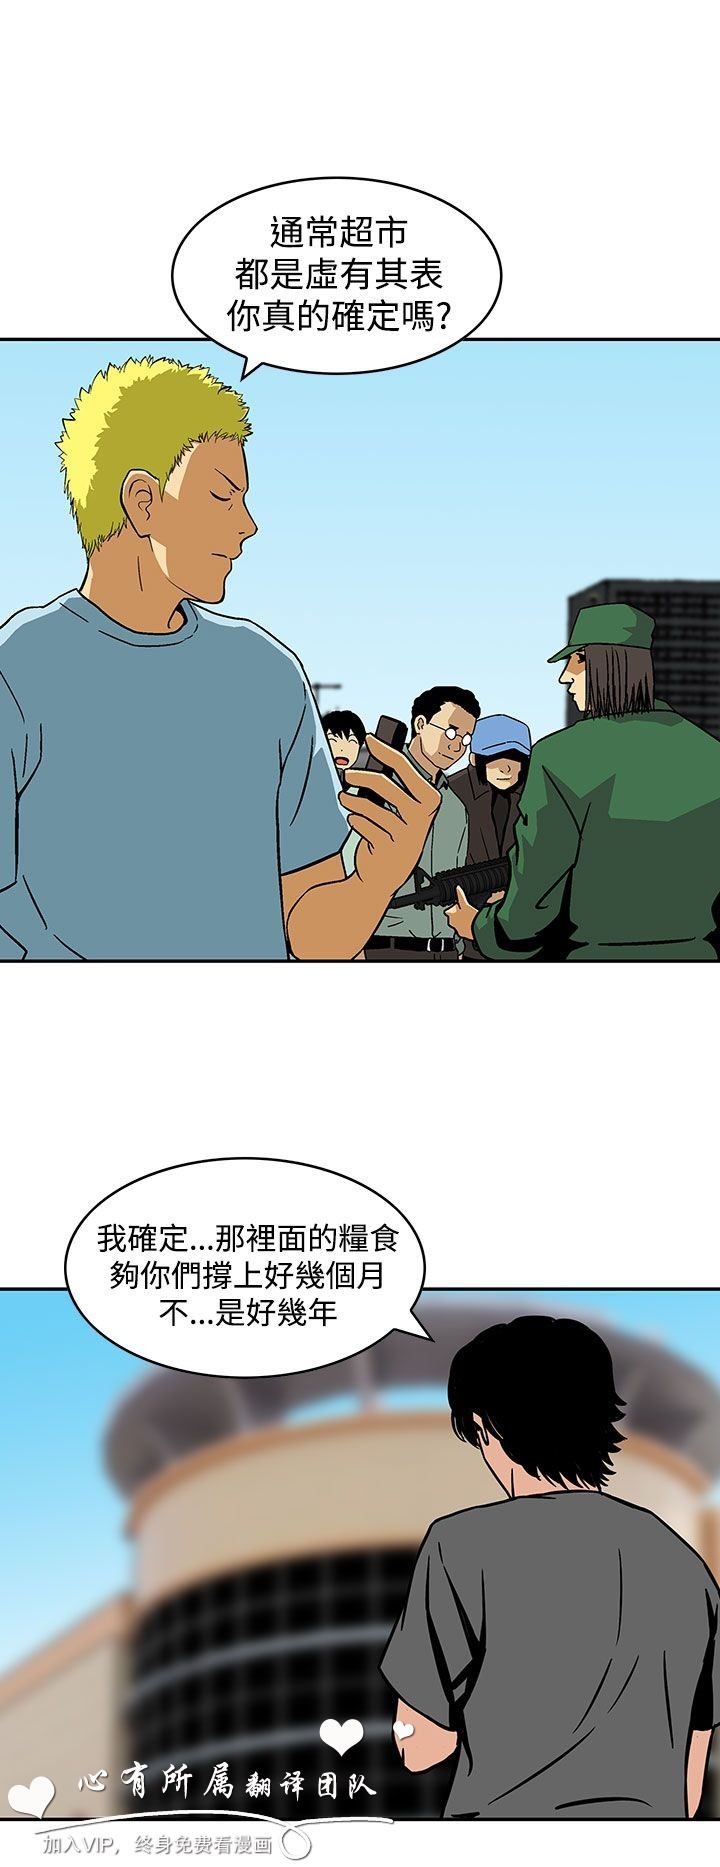 通常超市
都是虛有其表
你真的確定嗎?
我確定...那裡面的糧食
夠你們撐上好幾個月
不...是好幾年
心有所属翻译团队
加入VIP，终身免费看漫画